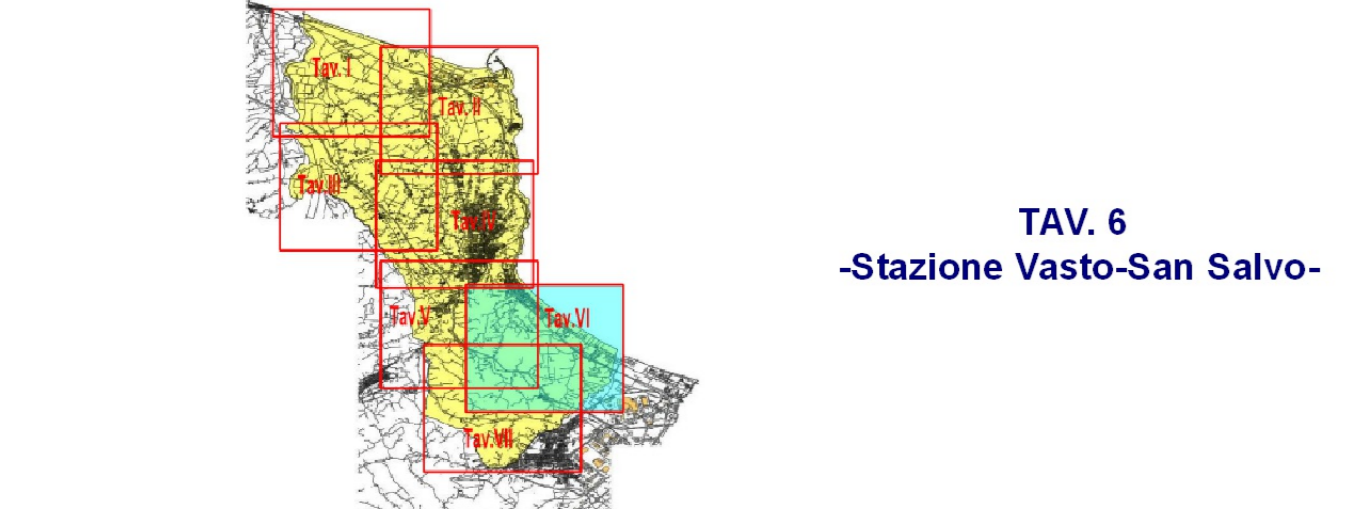 Tav. I
Tav. II
Tav.III
Tav.IV
Tav.V
Tav.VI
Tav.VII
TAV. 6
-Stazione Vasto-San Salvo-